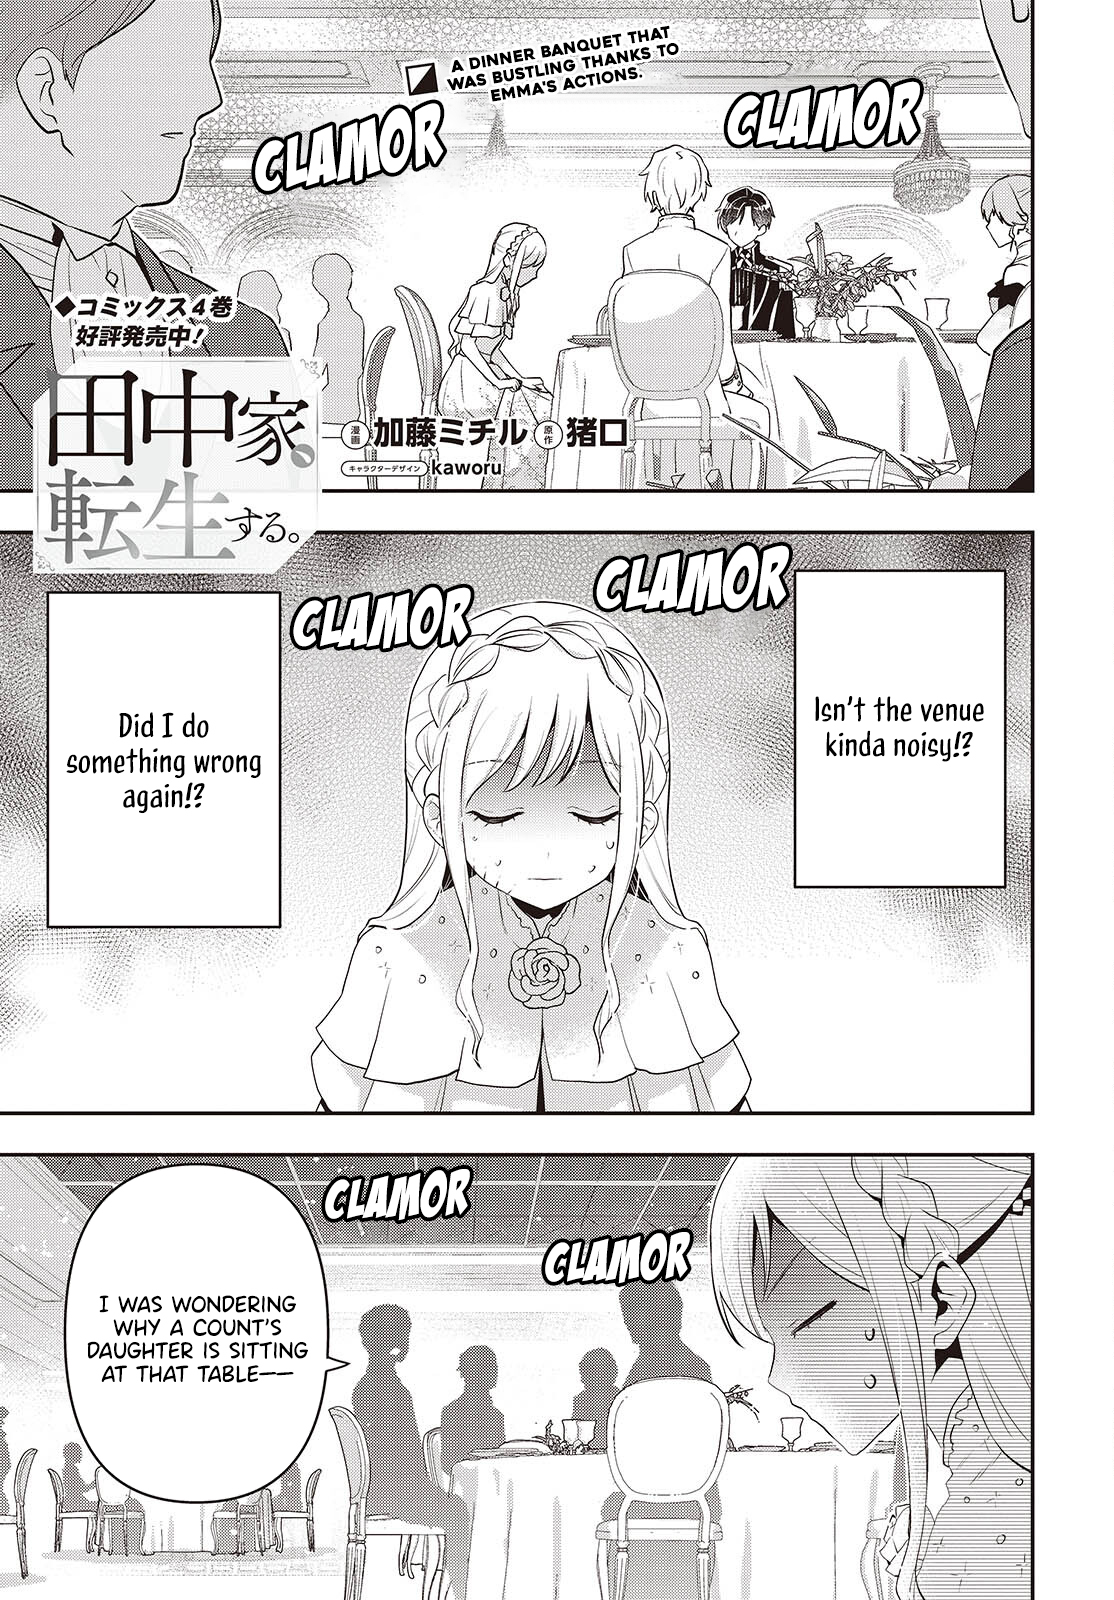 A DINNER BANQUET THAT
WAS BUSTLING THANKS TO
EMMA'S ACTIONS.
CLAMOR
CLAMOR
◆コミックス4巻
好評発売中!
田中家、
転生する。
漫画 加藤ミチル 原作 猪口
キャラクターデザイン kaworu
CLAMOR
CLAMOR
Isn't the venue
kinda noisy!?
Did I do
something wrong
again!?
CLAMOR
CLAMOR
I WAS WONDERING
WHY A COUNT'S
DAUGHTER IS SITTING
AT THAT TABLE--